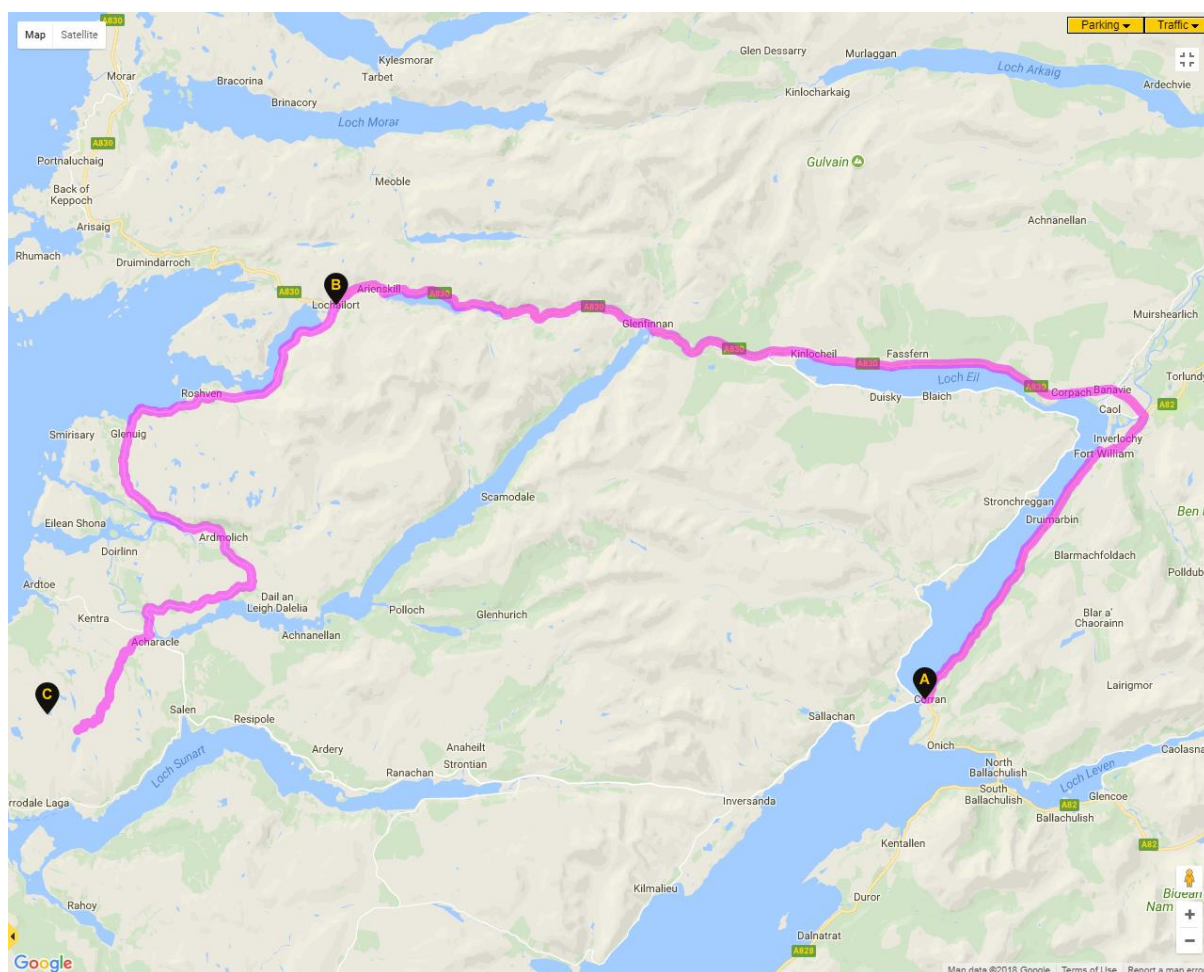 Map
Satellite
A830
Parking
Traffic
Glen Dessarry
Murlaggan
Kylesmorar
Tarbet
Loch Arkaig
Morar
Bracorina
Ardechvie
Kinlocharkaig
Brinacory
Loch Morar
A830
Portnaluchaig
Gulvain
Back of
Keppoch
Meoble
Arisaig
Achnanellan
Rhumach
Druimindarroch
B
A830
Arienskill
A830
Lochailort
A830
Glenfinnan
Muirshearlich
A830
Kinlocheil
Fassfern
A830
Loch Eil
Torlundy
Roshven
A830
Corpach
Banavie
Duisky
Blaich
Caol
A82
Smirisary
Glenuig
Inverlochy
Fort William
Scamodale
Stronchreggan
Eilean Shona
Druimarbin
Ben
Ardmolich
Doirlinn
Blarmachfoldach
Polldub
Ardtoe
Dail an
Leigh Dalelia
Polloch
Glenhurich
Blar a'
Chaorainn
Kentra
Achnanellan
Acharacle
A
C
Lairigmor
Corran
Salen
Resipole
Sallachan
Onich
Ardery
Anaheilt
Strontian
North
Ballachulish
Caolasna
Loch Sunart
Ranachan
Loch Leven
South
Ballachulish
Glencoe
Inversanda
A82
Ballachulish
rrodale Laga
Kentallen
A82
Kilmalieu
Duror
Rahoy
Bidean
Nam
Dalnatrat
A828
Google
Map data ©2018 Google
Terms of Use
Report a map error